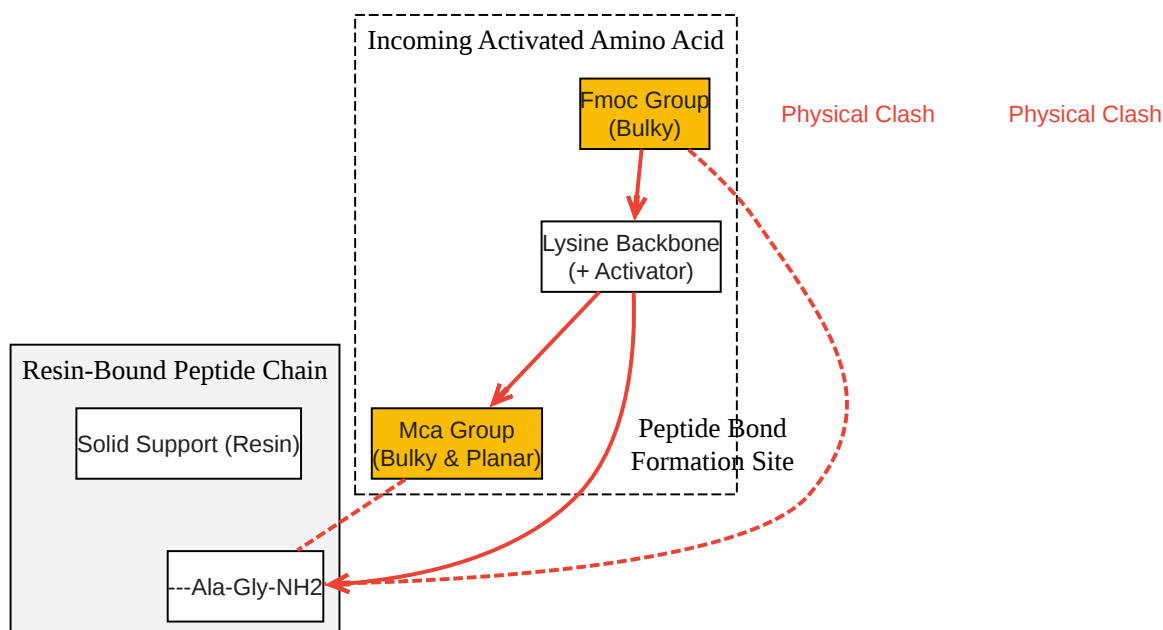 Incoming Activated Amino Acid
Fmoc Group
(Bulky)
Physical Clash
Physical Clash
Lysine Backbone
(+ Activator)
Resin-Bound Peptide Chain
Solid Support (Resin)
Mca Group
(Bulky & Planar)
Peptide Bond
Formation Site
---Ala-Gly-NH2